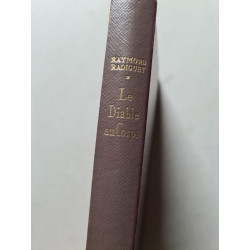 RAYMOND
RADIGUET
Le
Diable
au Corps